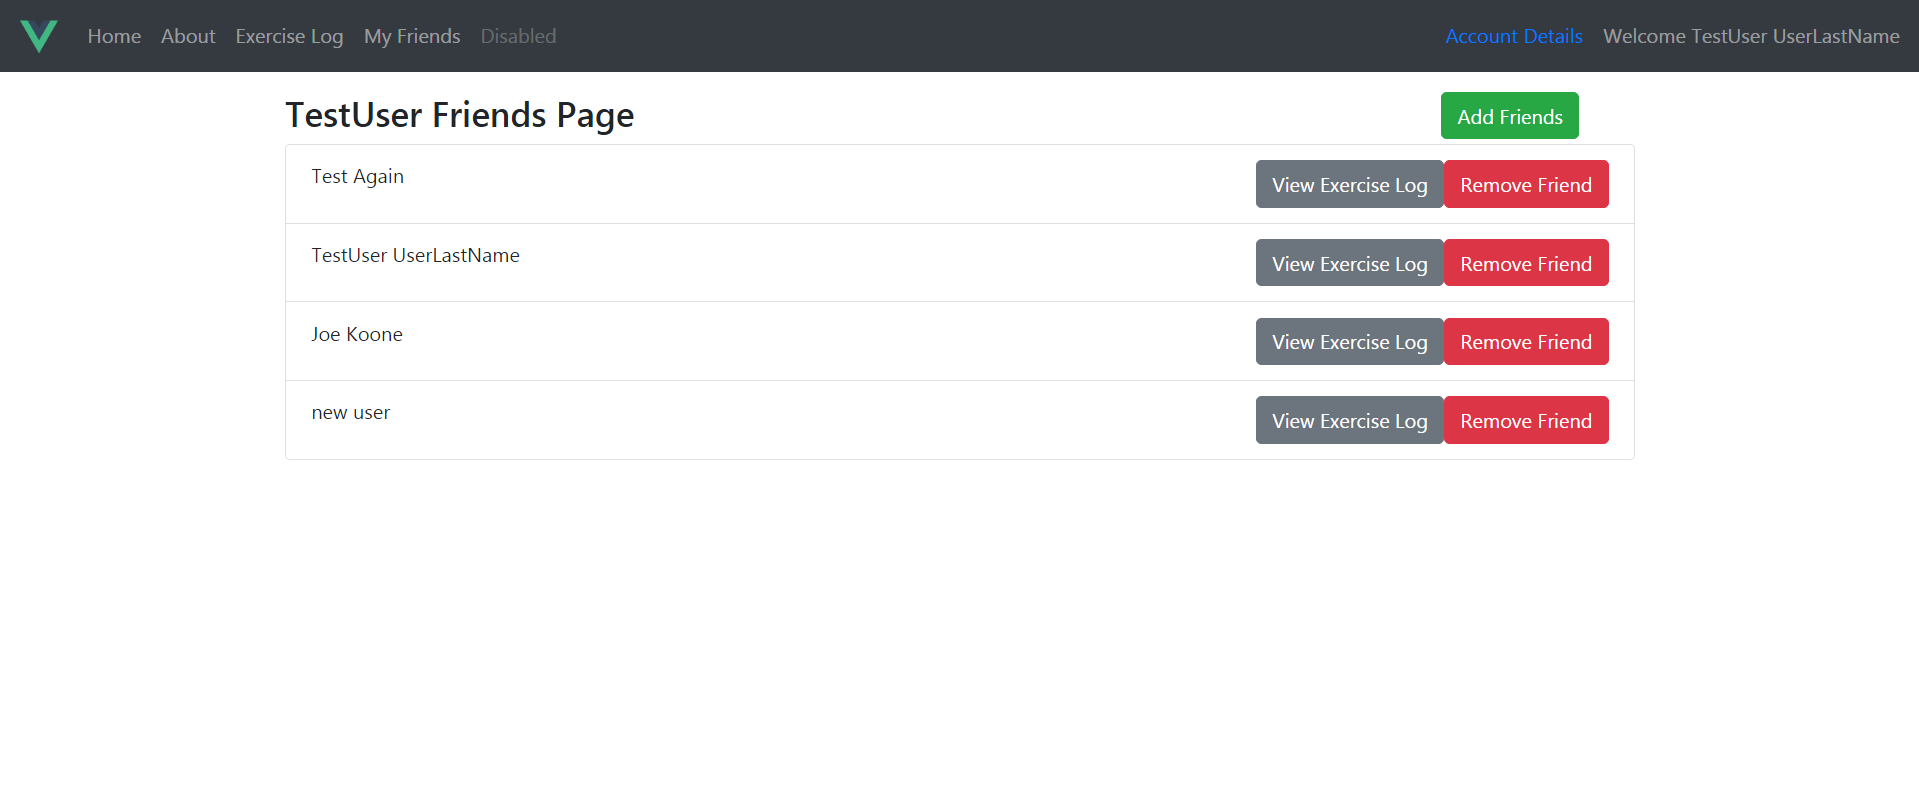 Home About Exercise Log My Friends Disabled Account Details Welcome TestUser UserLastName
TestUser Friends Page Add Friends
Test Again View Exercise Log Remove Friend
TestUser UserLastName View Exercise Log Remove Friend
Joe Koone View Exercise Log Remove Friend
new user View Exercise Log Remove Friend